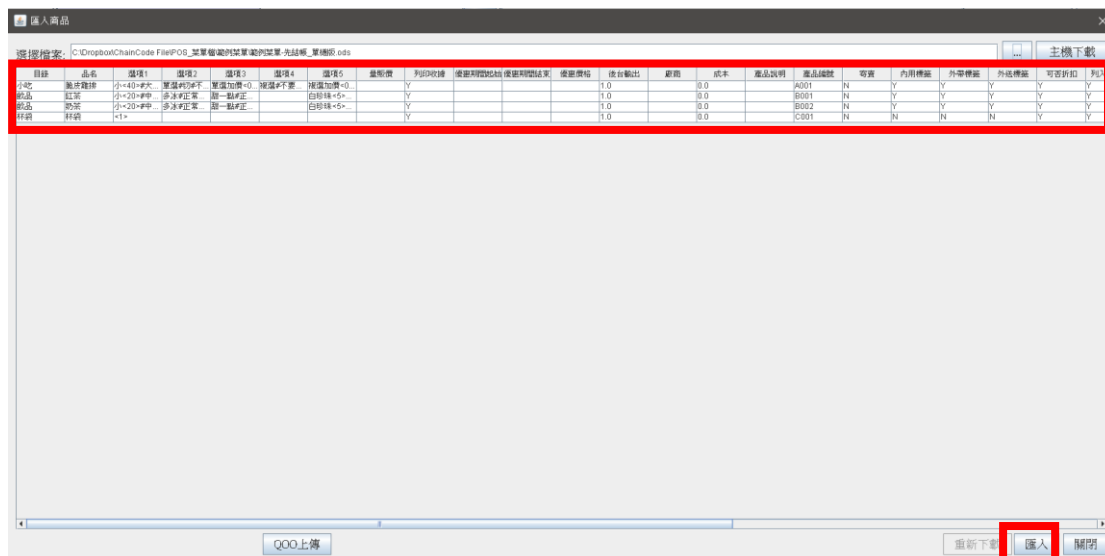 匯入商品
選擇檔案: C:\Dropbox\ChainCode File\POS_菜單檔\範例菜單\範例菜單-先結帳_單機版.ods ... 主機下載
目錄 品名 選項1 選項2 選項3 選項4 選項5 量販價 列印收據 優惠期間起始 優惠期間結束 優惠價格 後台輸出 廠商 成本 產品說明 產品編號 寄賣 內用標籤 外帶標籤 外送標籤 可否折扣
小吃 脆皮雞排 小<40>#大... 單選#切#不... 單選加價<0... 複選#不要... 複選加價<0... Y 1.0 0.0 A001 N Y Y Y Y Y
飲品 紅茶 小<20>#中... 多冰#正常... 甜一點#正... 白珍珠<5>... Y 1.0 0.0 B001 N Y Y Y Y Y
飲品 奶茶 小<20>#中... 多冰#正常... 甜一點#正... 白珍珠<5>... Y 1.0 0.0 B002 N Y Y Y Y Y
杯袋 杯袋 <1> Y 1.0 0.0 C001 N N N N Y Y
QOO上傳 重新下載 匯入 關閉